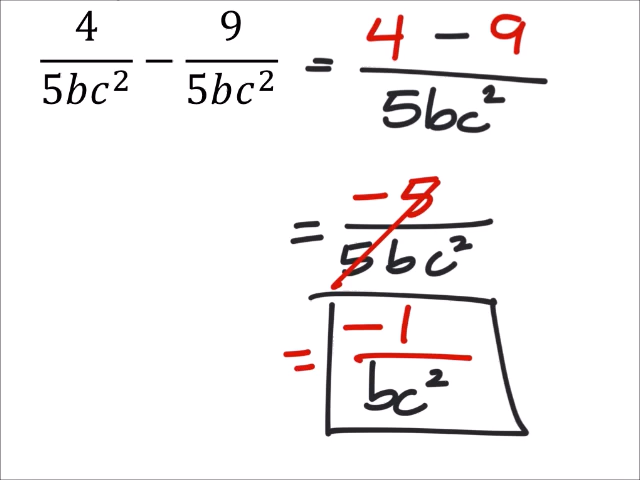 4/5bc² − 9/5bc² = 4 − 9/5bc²
= −5/5bc²
= −1/bc²